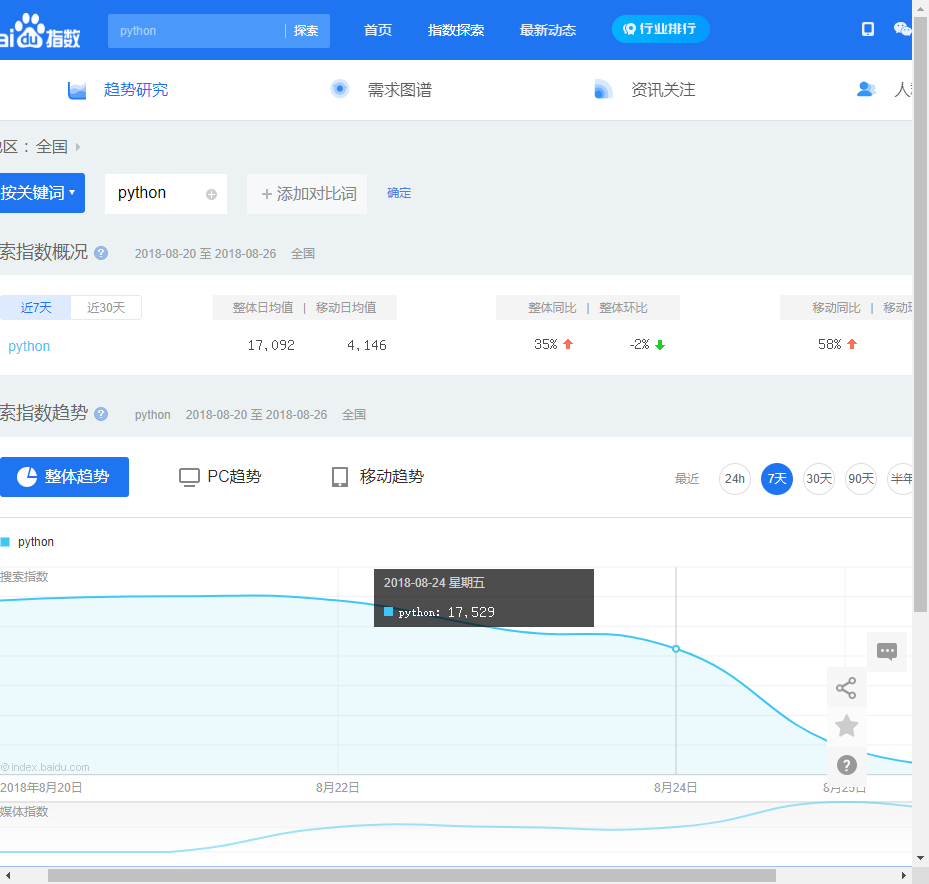 du 指数
python 探索 首页 指数探索 最新动态 行业排行
趋势研究 需求图谱 资讯关注 人
区： 全国
按关键词 python + 添加对比词 确定
索指数概况 ? 2018-08-20 至 2018-08-26 全国
近7天 近30天 整体日均值 | 移动日均值 整体同比 | 整体环比 移动同比 | 移动
python 17,092 4,146 35% -2% 58%
索指数趋势 ? python 2018-08-20 至 2018-08-26 全国
整体趋势 PC趋势 移动趋势 最近 24h 7天 30天 90天 半年
python
搜索指数
2018-08-24 星期五
python: 17,529
© index.baidu.com
?
2018年8月20日 8月22日 8月24日 8月25日
媒体指数